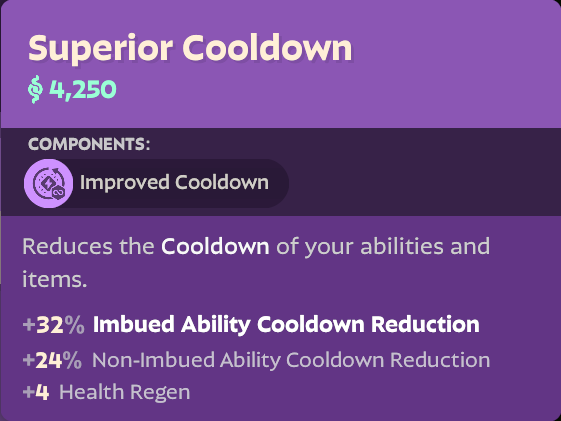 Superior Cooldown
4,250
COMPONENTS:
Improved Cooldown
Reduces the Cooldown of your abilities and
items.
+32% Imbued Ability Cooldown Reduction
+24% Non-Imbued Ability Cooldown Reduction
+4 Health Regen